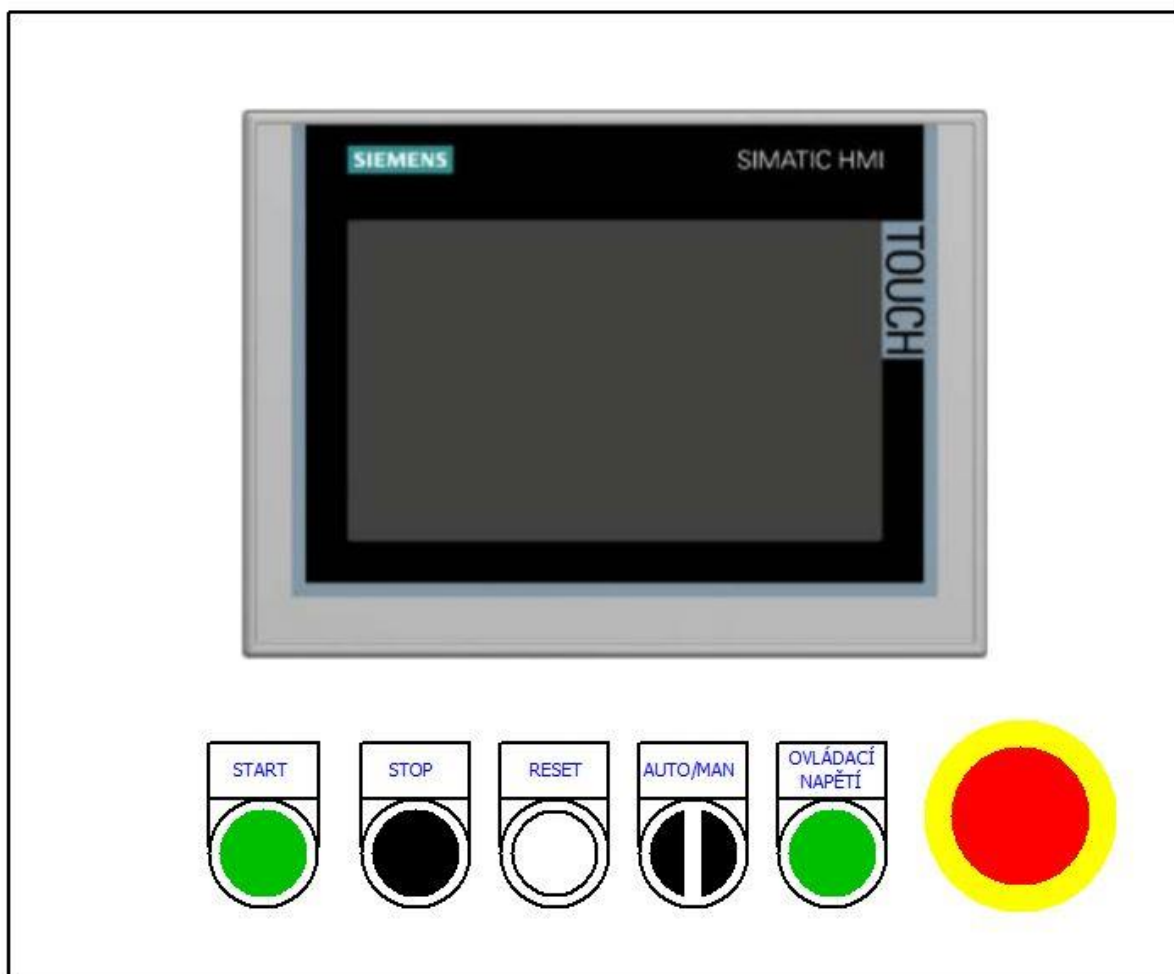 SIEMENS
SIMATIC HMI
TOUCH
START
STOP
RESET
AUTO/MAN
OVLÁDACÍ
NAPĚTÍ